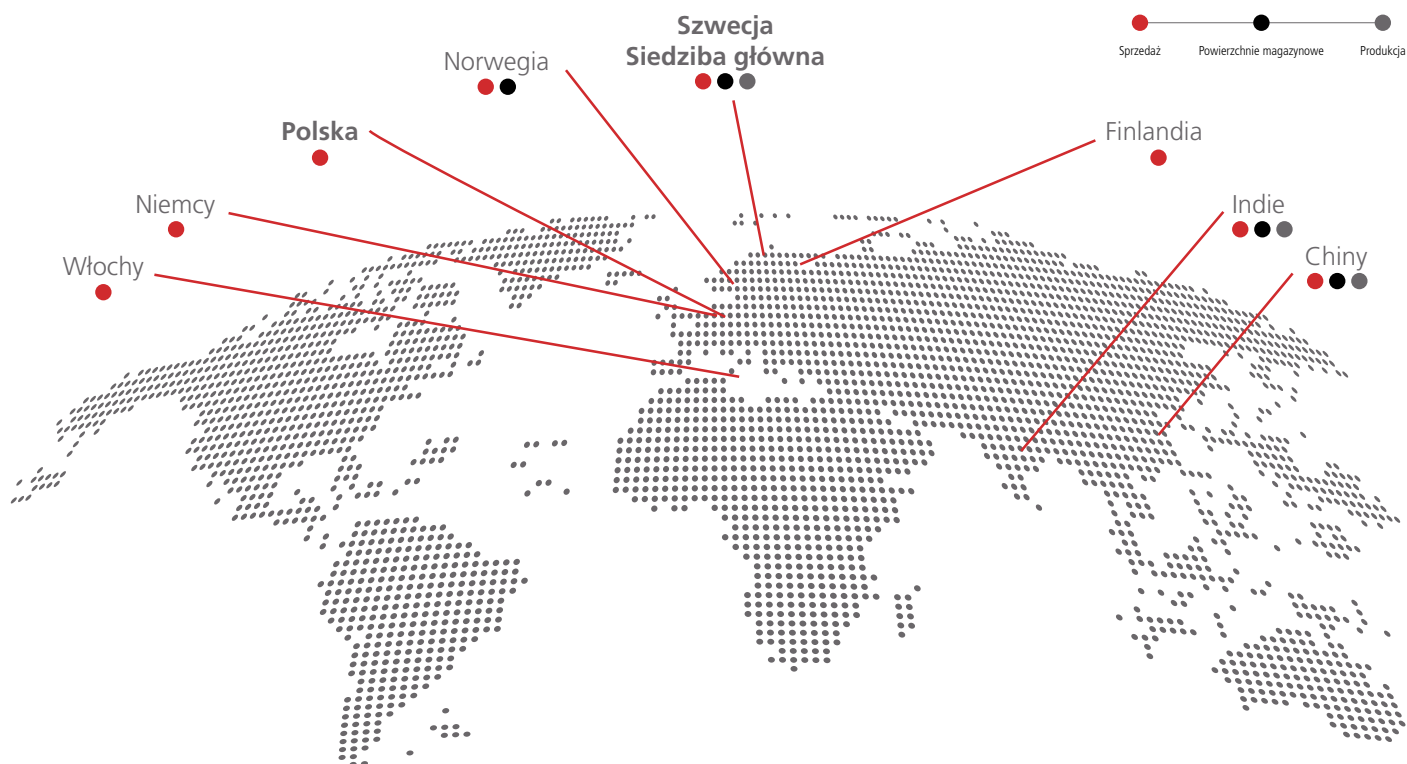 Szwecja
Siedziba główna
Sprzedaż
Powierzchnie magazynowe
Produkcja
Norwegia
Polska
Finlandia
Niemcy
Indie
Włochy
Chiny